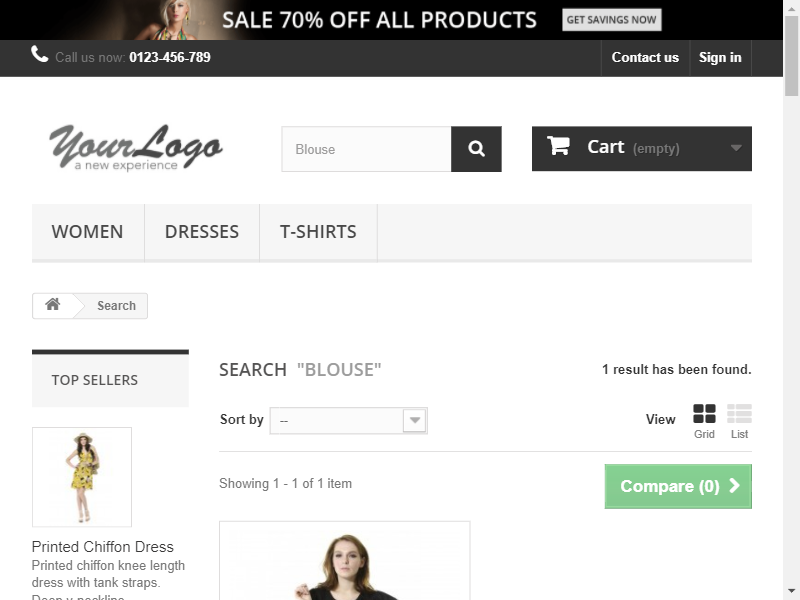 SALE 70% OFF ALL PRODUCTS
GET SAVINGS NOW
Call us now: 0123-456-789
Contact us
Sign in
YourLogo
a new experience
Blouse
Cart (empty)
WOMEN
DRESSES
T-SHIRTS
Search
TOP SELLERS
SEARCH "BLOUSE"
1 result has been found.
Sort by
--
View
Grid
List
Showing 1 - 1 of 1 item
Compare (0)
Printed Chiffon Dress
Printed chiffon knee length
dress with tank straps.
Deep v-neckline